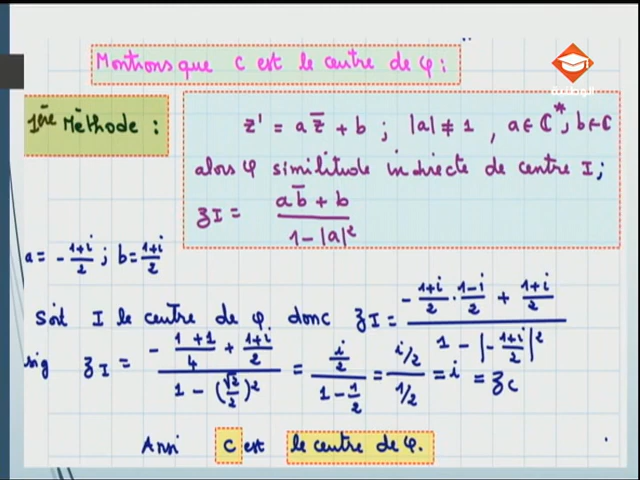 Montrons que C est le centre de φ :
1ère Méthode :
z' = a z̅ + b ; |a| ≠ 1 , a ∈ ℂ* ; b ∈ ℂ
alors φ similitude indirecte de centre I ;
zI = (a b̅ + b) / (1 - |a|²)
a = - (1+i)/2 ; b = (1+i)/2
Soit I le centre de φ donc zI = (- (1+i)/2 · (1-i)/2 + (1+i)/2) / (1 - |- (1+i)/2|²)
sig zI = (- (1+1)/4 + (1+i)/2) / (1 - (√2/2)²) = (i/2) / (1 - 1/2) = (i/2) / (1/2) = i = zC
Ansi C est le centre de φ.